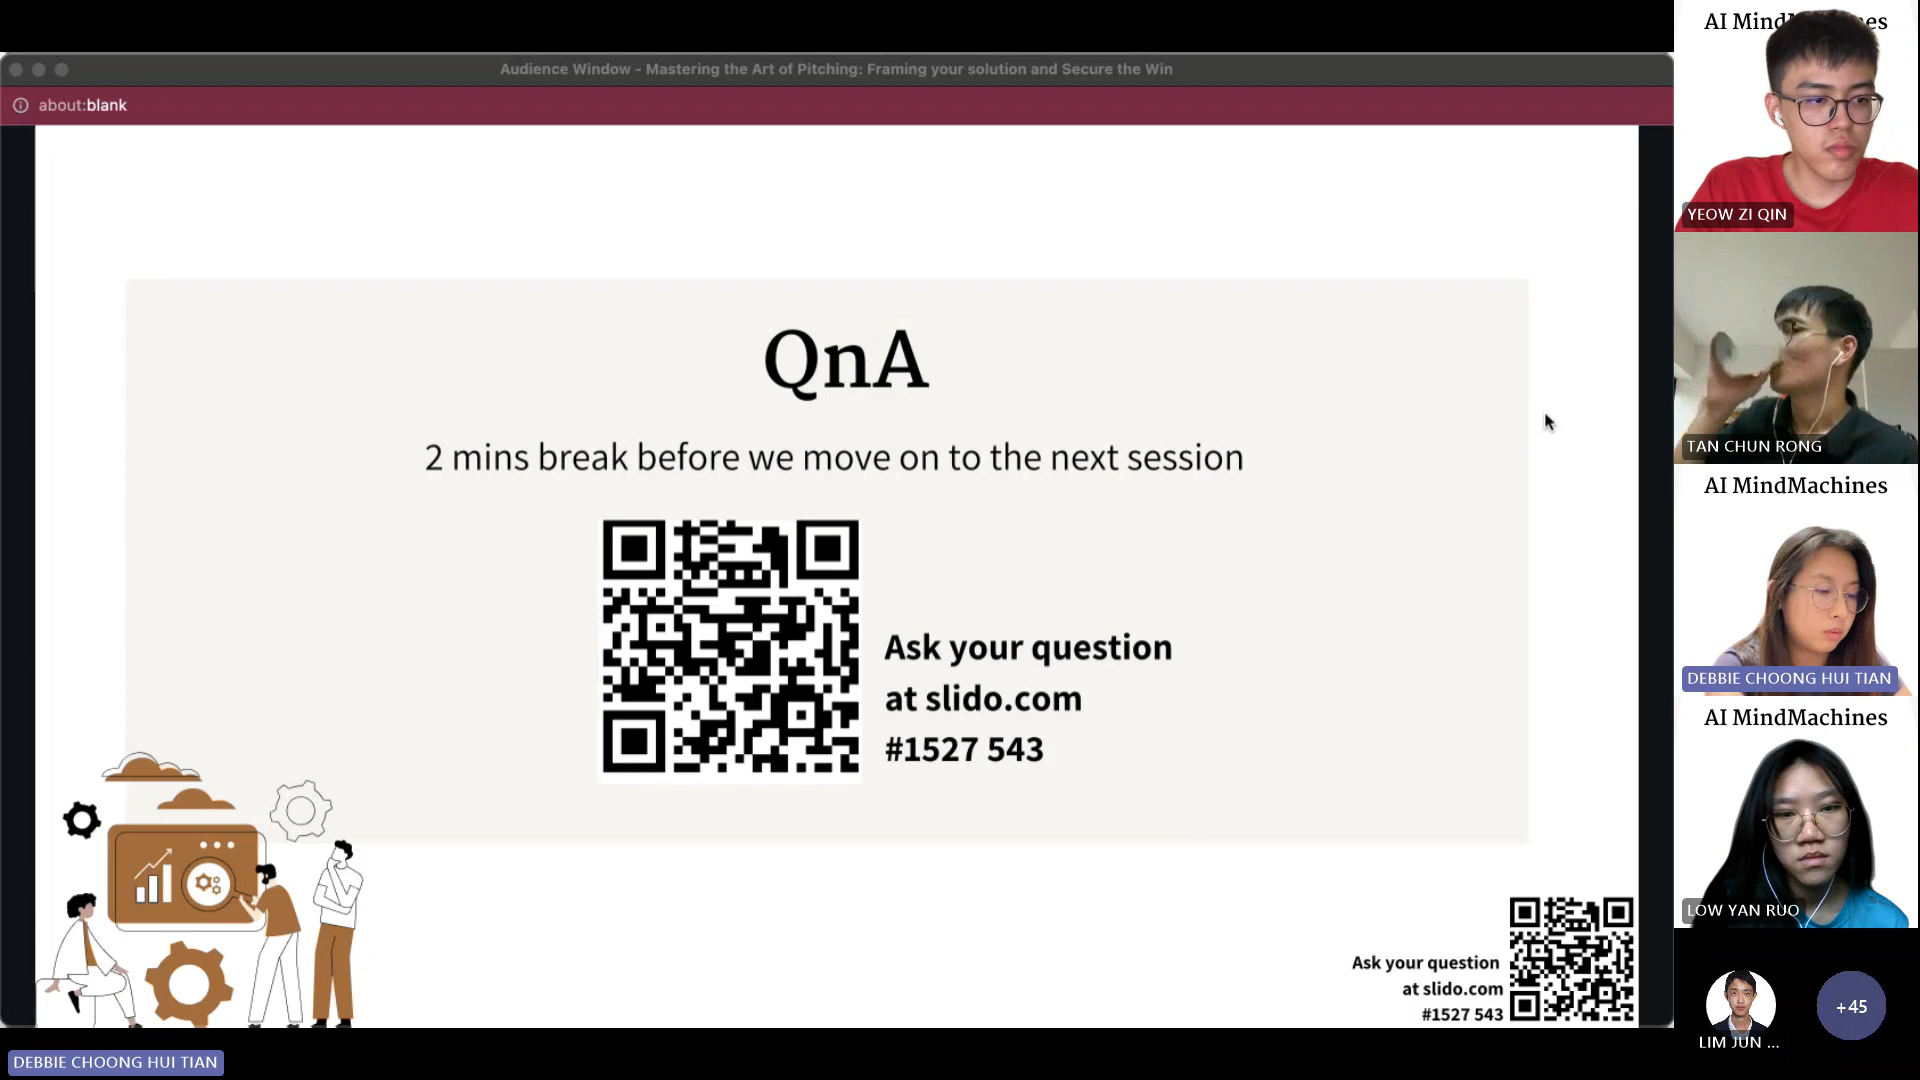 Audience Window - Mastering the Art of Pitching: Framing your solution and Secure the Win
about:blank
QnA
2 mins break before we move on to the next session
Ask your question
at slido.com
#1527 543
Ask your question
at slido.com
#1527 543
DEBBIE CHOONG HUI TIAN
YEOW ZI QIN
TAN CHUN RONG
AI MindMachines
DEBBIE CHOONG HUI TIAN
AI MindMachines
LOW YAN RUO
LIM JUN ...
+45